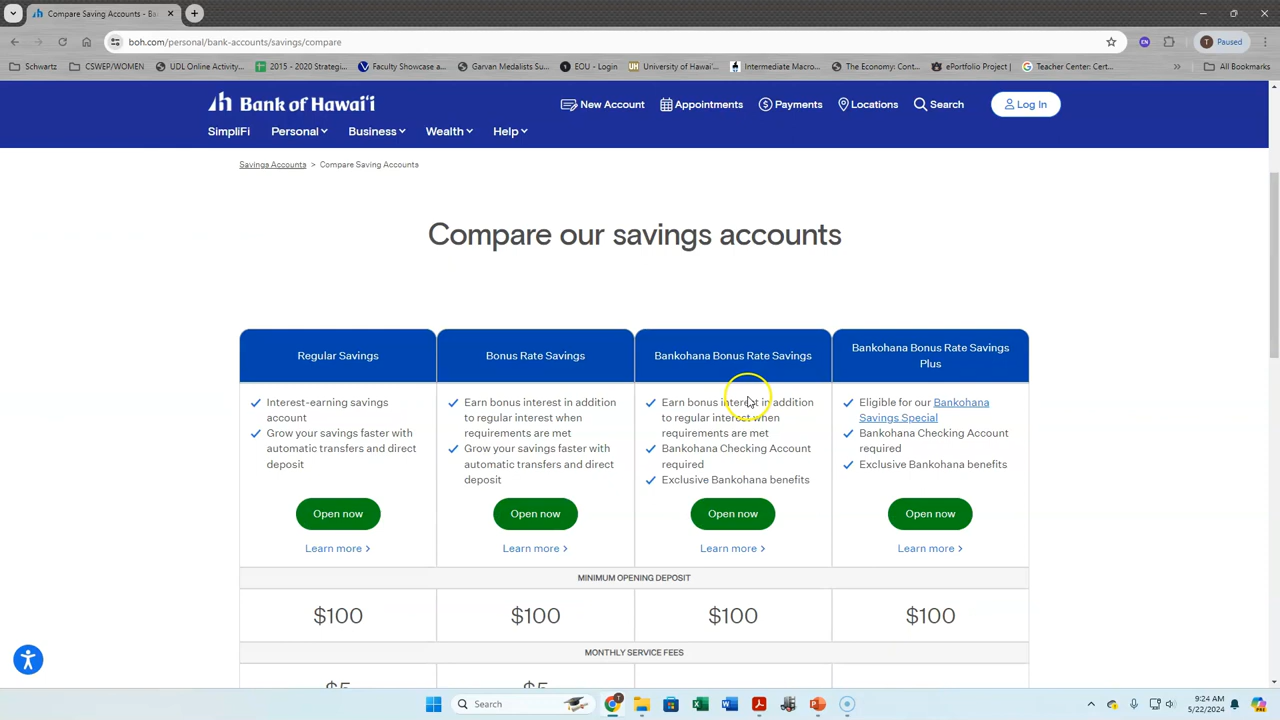 Compare Saving Accounts - Ban
boh.com/personal/bank-accounts/savings/compare
T
Paused
Schwartz
CSWEP/WOMEN
UDL Online Activity...
2015 - 2020 Strategi...
Faculty Showcase a...
Garvan Medalists Su...
EOU - Login
University of Hawai'i...
Intermediate Macro...
The Economy: Cont...
ePortfolio Project |
Teacher Center: Cert...
All Bookmarks
Bank of Hawaiʻi
New Account
Appointments
Payments
Locations
Search
Log In
SimpliFi
Personal
Business
Wealth
Help
Savings Accounts > Compare Saving Accounts
Compare our savings accounts
Regular Savings
Interest-earning savings
account
Grow your savings faster with
automatic transfers and direct
deposit
Open now
Learn more
Bonus Rate Savings
Earn bonus interest in addition
to regular interest when
requirements are met
Grow your savings faster with
automatic transfers and direct
deposit
Open now
Learn more
Bankohana Bonus Rate Savings
Earn bonus interest in addition
to regular interest when
requirements are met
Bankohana Checking Account
required
Exclusive Bankohana benefits
Open now
Learn more
Bankohana Bonus Rate Savings
Plus
Eligible for our Bankohana
Savings Special
Bankohana Checking Account
required
Exclusive Bankohana benefits
Open now
Learn more
MINIMUM OPENING DEPOSIT
$100
$100
$100
$100
MONTHLY SERVICE FEES
$5
$5
Search
9:24 AM
5/22/2024